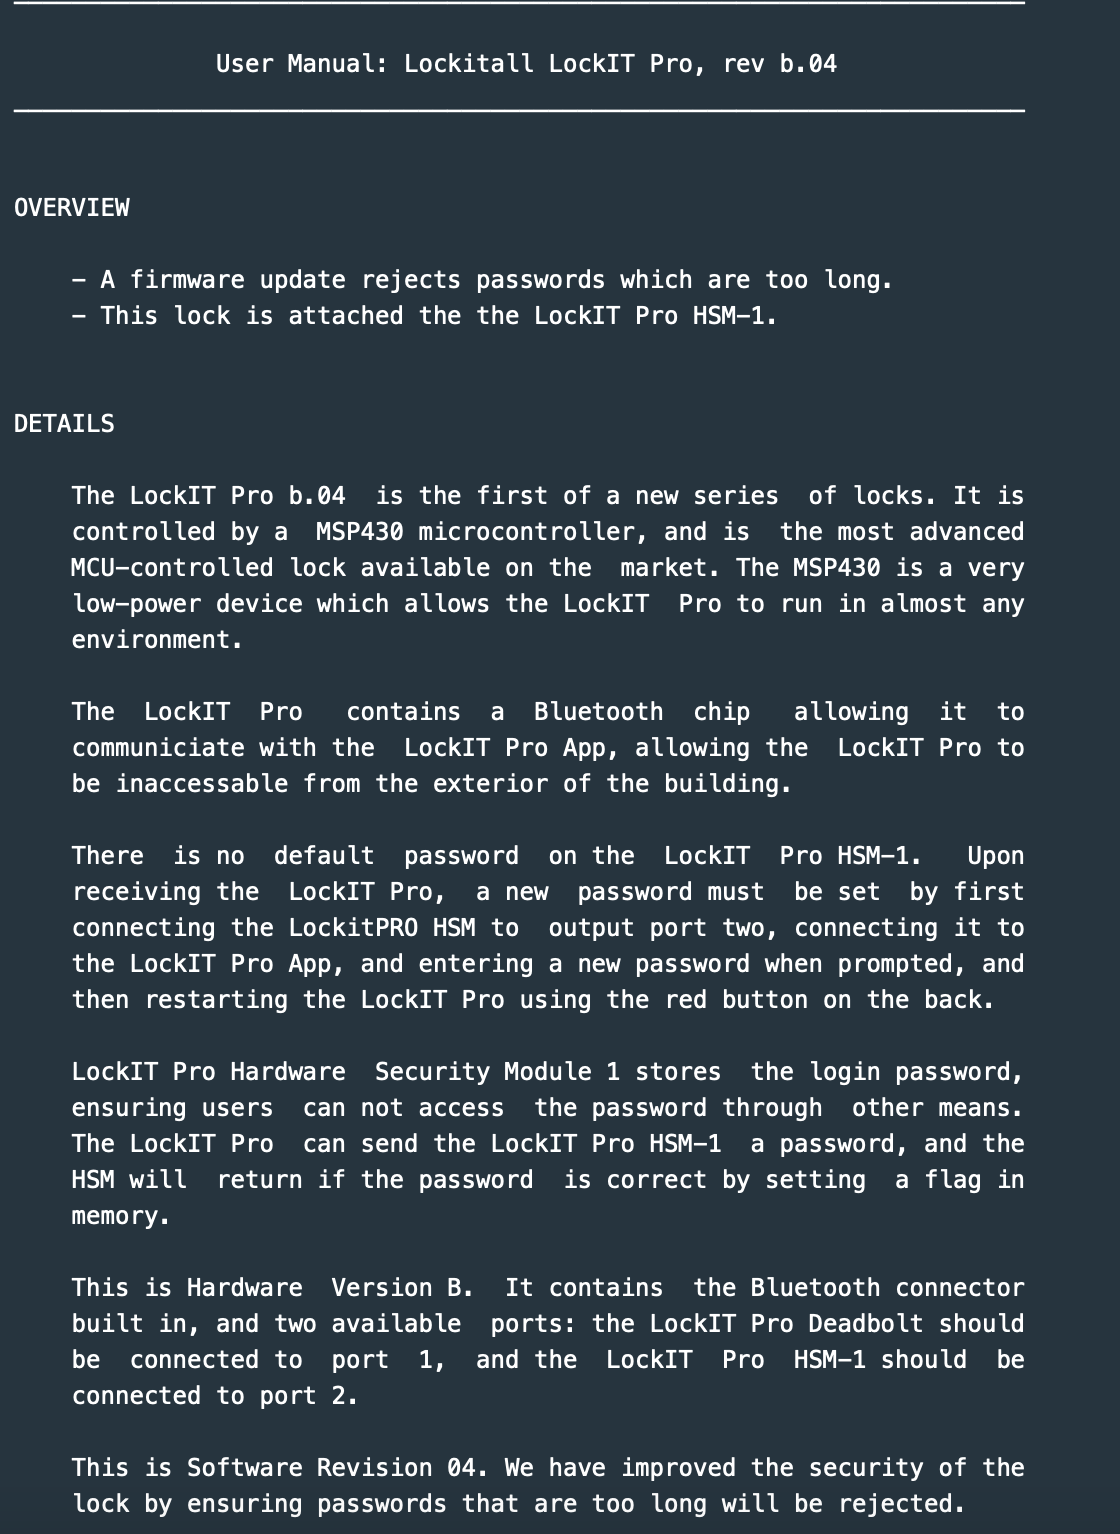 User Manual: Lockitall LockIT Pro, rev b.04
OVERVIEW
- A firmware update rejects passwords which are too long.
- This lock is attached the the LockIT Pro HSM-1.
DETAILS
The LockIT Pro b.04  is the first of a new series  of locks. It is
controlled by a  MSP430 microcontroller, and is  the most advanced
MCU-controlled lock available on the  market. The MSP430 is a very
low-power device which allows the LockIT  Pro to run in almost any
environment.
The  LockIT  Pro   contains  a  Bluetooth  chip   allowing  it  to
communiciate with the  LockIT Pro App, allowing the  LockIT Pro to
be inaccessable from the exterior of the building.
There  is no  default  password  on the  LockIT  Pro HSM-1.   Upon
receiving the  LockIT Pro,  a new  password must  be set  by first
connecting the LockitPRO HSM to  output port two, connecting it to
the LockIT Pro App, and entering a new password when prompted, and
then restarting the LockIT Pro using the red button on the back.
LockIT Pro Hardware  Security Module 1 stores  the login password,
ensuring users  can not access  the password through  other means.
The LockIT Pro  can send the LockIT Pro HSM-1  a password, and the
HSM will  return if the password  is correct by setting  a flag in
memory.
This is Hardware  Version B.  It contains  the Bluetooth connector
built in, and two available  ports: the LockIT Pro Deadbolt should
be  connected to  port  1,  and the  LockIT  Pro  HSM-1 should  be
connected to port 2.
This is Software Revision 04. We have improved the security of the
lock by ensuring passwords that are too long will be rejected.